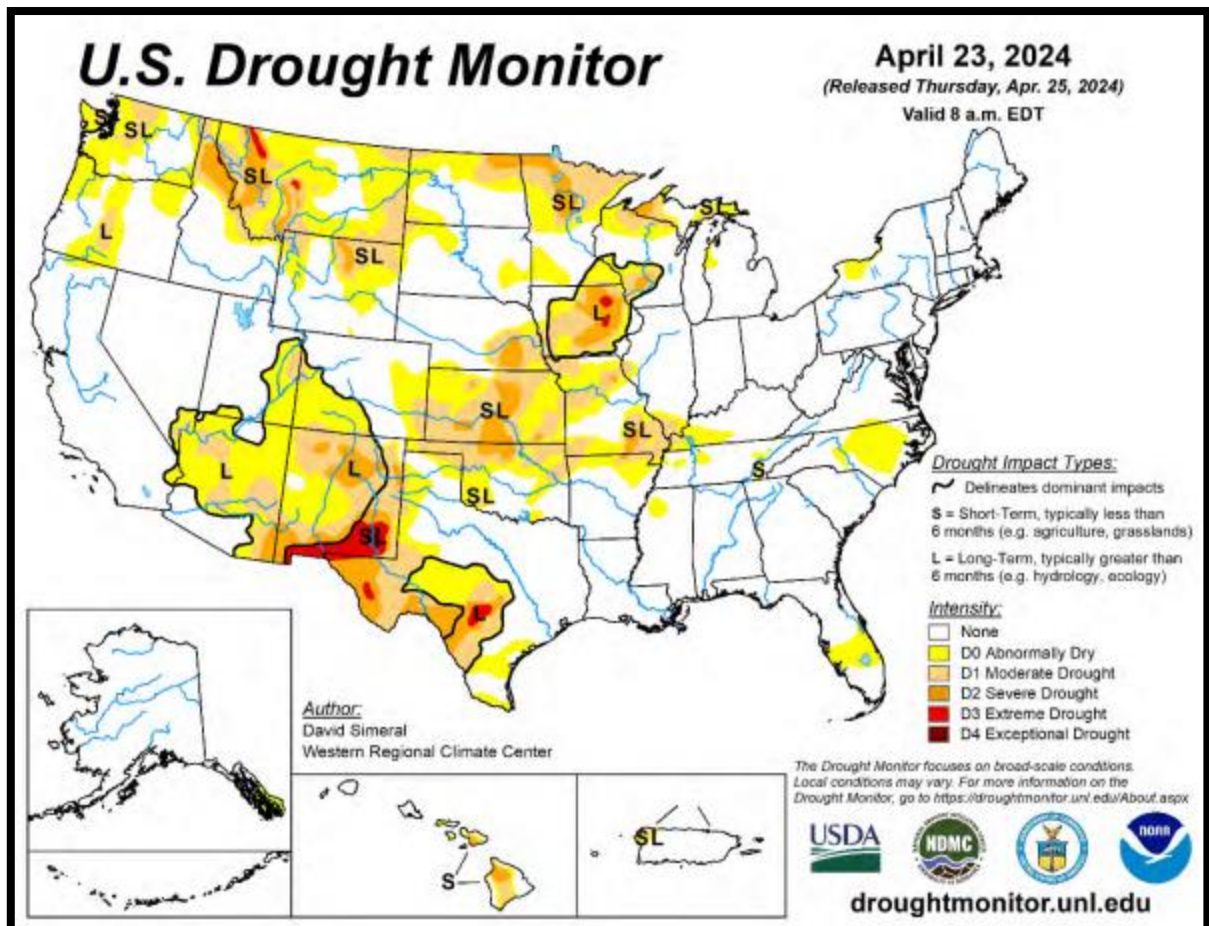 U.S. Drought Monitor
April 23, 2024
(Released Thursday, Apr. 25, 2024)
Valid 8 a.m. EDT
S
SL
SL
SL
SL
L
SL
L
SL
SL
L
L
SL
S
SL
L
Drought Impact Types:
Delineates dominant impacts
S = Short-Term, typically less than
6 months (e.g. agriculture, grasslands)
L = Long-Term, typically greater than
6 months (e.g. hydrology, ecology)
Intensity:
None
D0 Abnormally Dry
D1 Moderate Drought
D2 Severe Drought
D3 Extreme Drought
D4 Exceptional Drought
Author:
David Simeral
Western Regional Climate Center
S
SL
The Drought Monitor focuses on broad-scale conditions.
Local conditions may vary. For more information on the
Drought Monitor, go to https://droughtmonitor.unl.edu/About.aspx
USDA
NDMC
NOAA
droughtmonitor.unl.edu